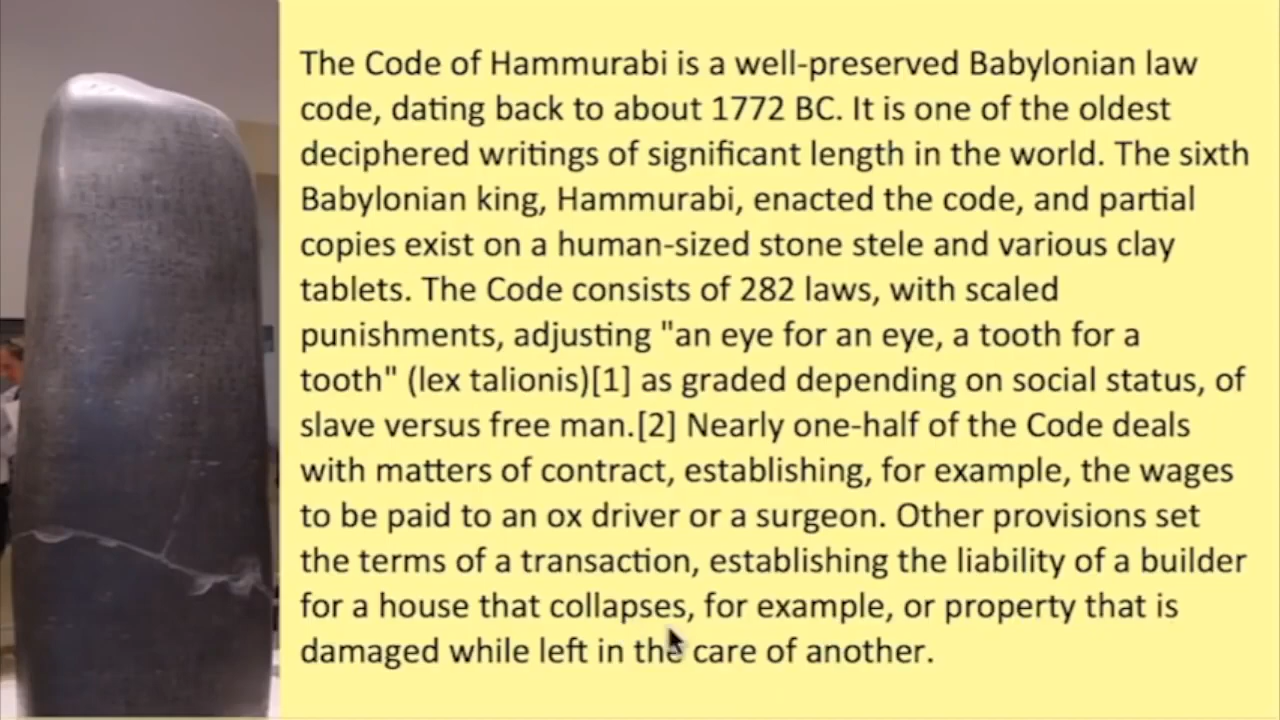 The Code of Hammurabi is a well-preserved Babylonian law
code, dating back to about 1772 BC. It is one of the oldest
deciphered writings of significant length in the world. The sixth
Babylonian king, Hammurabi, enacted the code, and partial
copies exist on a human-sized stone stele and various clay
tablets. The Code consists of 282 laws, with scaled
punishments, adjusting "an eye for an eye, a tooth for a
tooth" (lex talionis)[1] as graded depending on social status, of
slave versus free man.[2] Nearly one-half of the Code deals
with matters of contract, establishing, for example, the wages
to be paid to an ox driver or a surgeon. Other provisions set
the terms of a transaction, establishing the liability of a builder
for a house that collapses, for example, or property that is
damaged while left in the care of another.